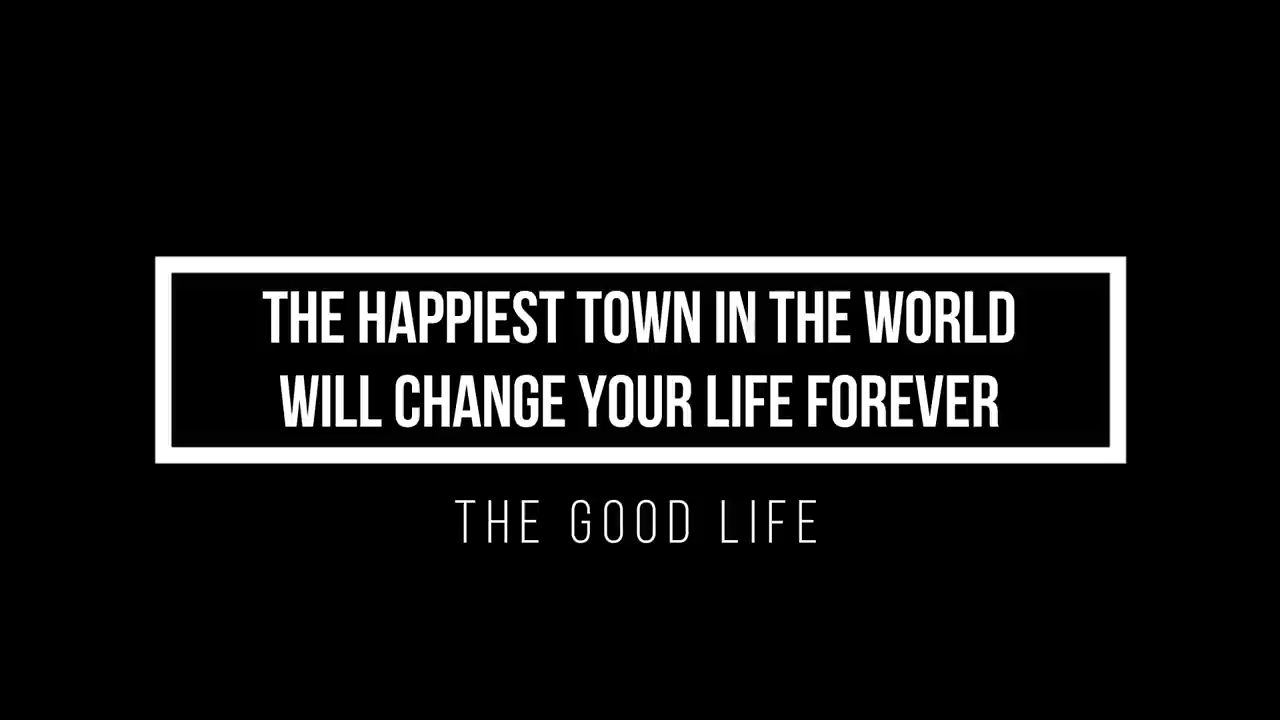 THE HAPPIEST TOWN IN THE WORLD
WILL CHANGE YOUR LIFE FOREVER
THE GOOD LIFE